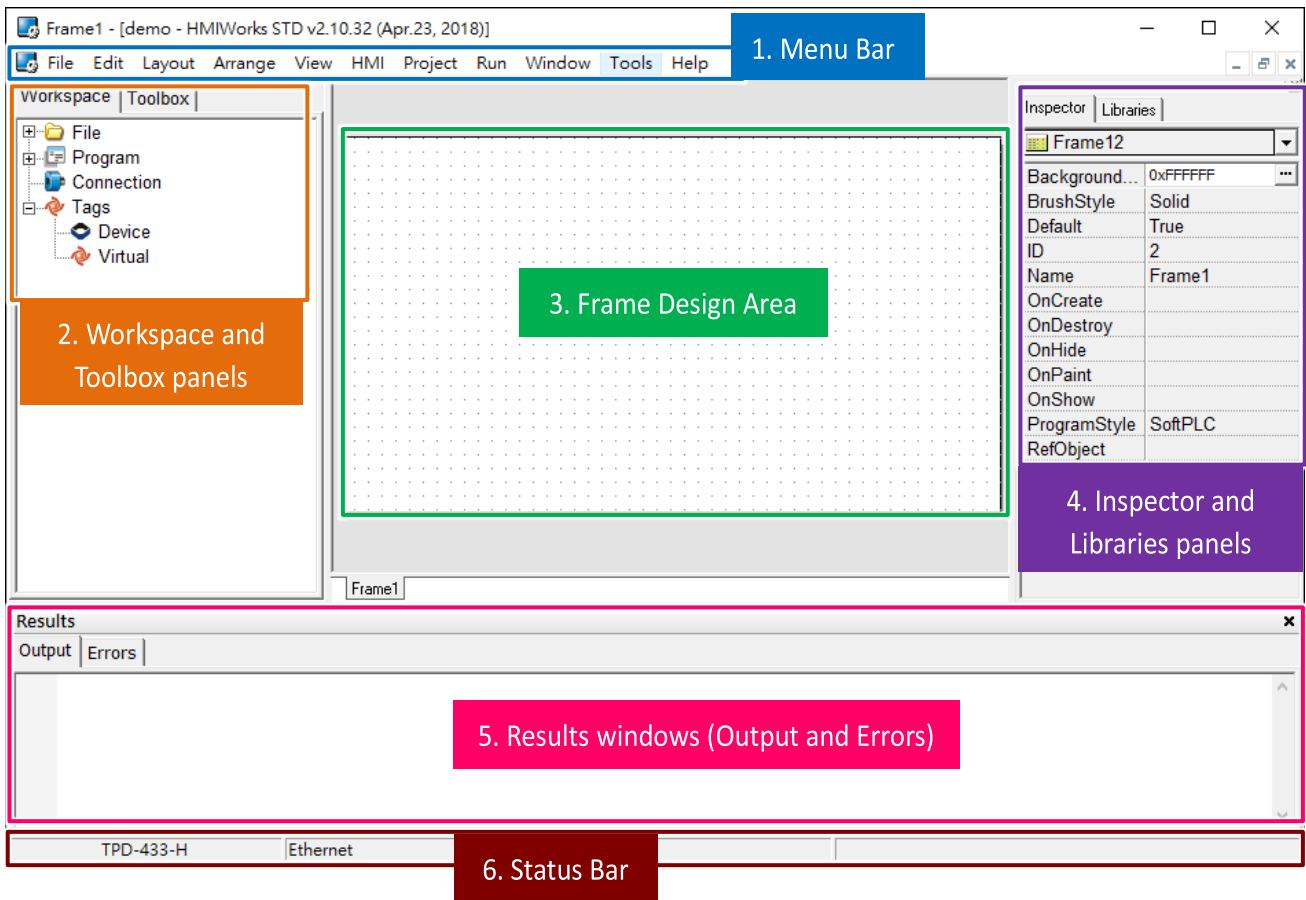 Frame1 - [demo - HMIWorks STD v2.10.32 (Apr.23, 2018)]
1. Menu Bar
File Edit Layout Arrange View HMI Project Run Window Tools Help
Workspace Toolbox
File
Program
Connection
Tags
Device
Virtual
2. Workspace and
Toolbox panels
3. Frame Design Area
Frame1
Inspector Libraries
Frame12
Background... 0xFFFFFF
BrushStyle Solid
Default True
ID 2
Name Frame1
OnCreate
OnDestroy
OnHide
OnPaint
OnShow
ProgramStyle SoftPLC
RefObject
4. Inspector and
Libraries panels
Results
Output Errors
5. Results windows (Output and Errors)
TPD-433-H Ethernet
6. Status Bar